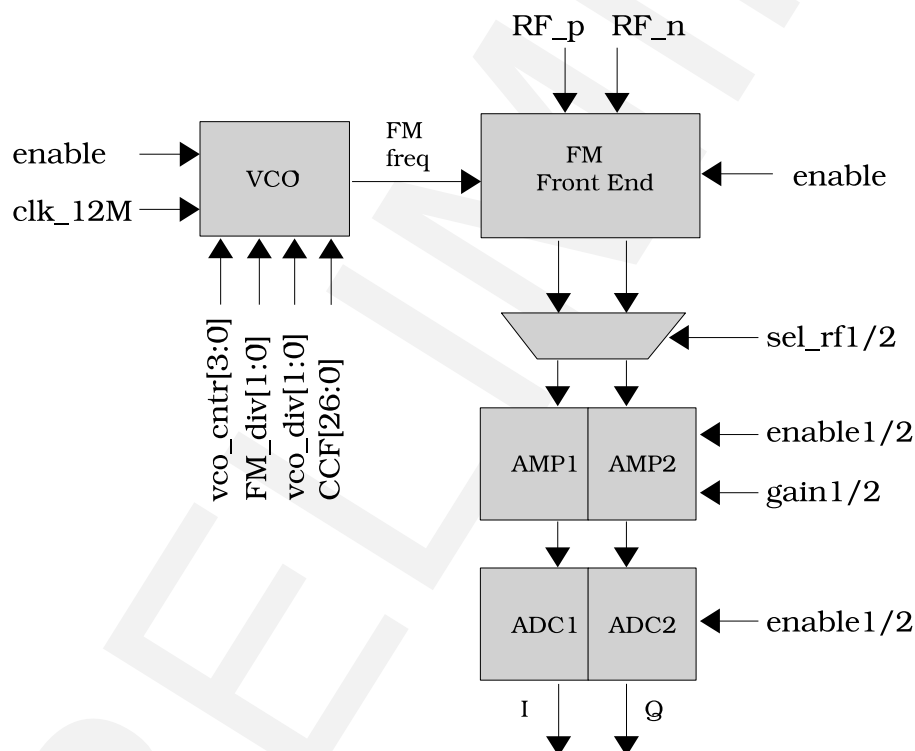 RF_p RF_n
enable
clk_12M
VCO
FM
freq
FM
Front End
enable
vco_cntr[3:0]
FM_div[1:0]
vco_div[1:0]
CCF[26:0]
sel_rf1/2
AMP1 AMP2
enable1/2
gain1/2
ADC1 ADC2
enable1/2
I Q